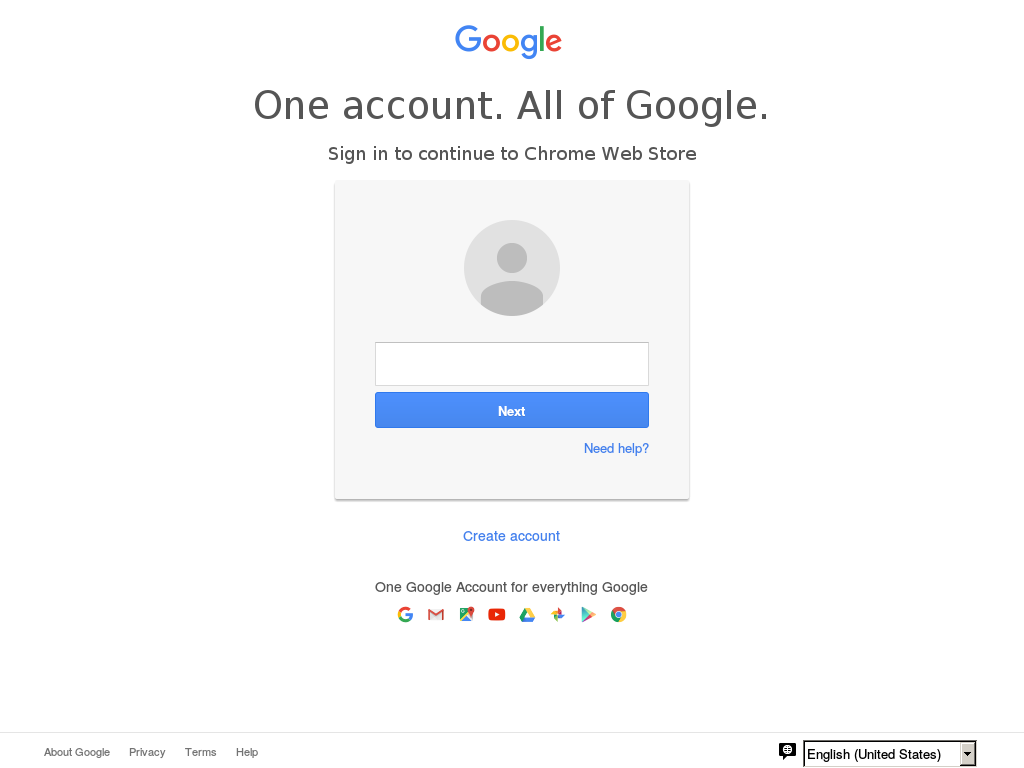 Google
One account. All of Google.
Sign in to continue to Chrome Web Store
Next
Need help?
Create account
One Google Account for everything Google
About Google Privacy Terms Help English (United States)